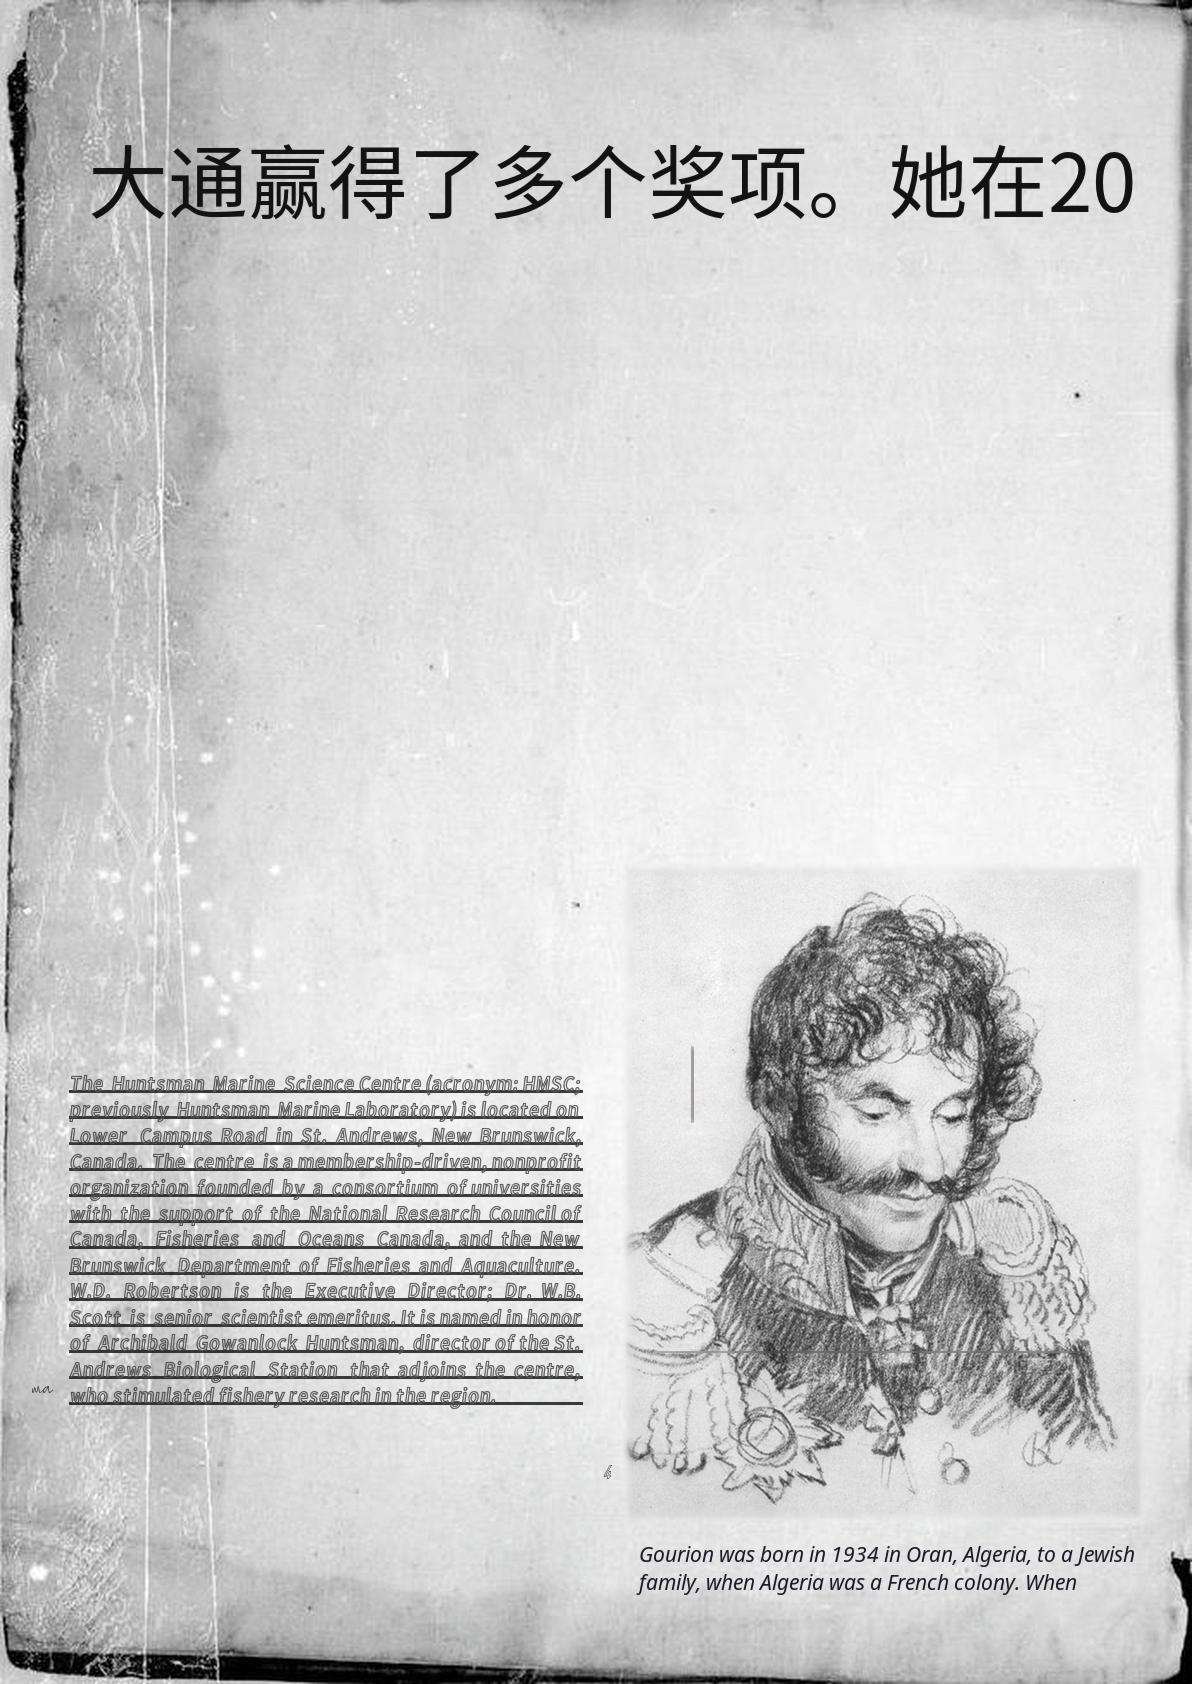 大通赢得了多个奖项。她在20
The Huntsman Marine Science Centre (acronym: HMSC;
previously Huntsman Marine Laboratory) is located on
Lower Campus Road in St. Andrews, New Brunswick,
Canada. The centre is a membership-driven, nonprofit
organization founded by a consortium of universities
with the support of the National Research Council of
Canada, Fisheries and Oceans Canada, and the New
Brunswick Department of Fisheries and Aquaculture.
W.D. Robertson is the Executive Director; Dr. W.B.
Scott is senior scientist emeritus. It is named in honor
of Archibald Gowanlock Huntsman, director of the St.
Andrews Biological Station that adjoins the centre,
who stimulated fishery research in the region.
ma
Gourion was born in 1934 in Oran, Algeria, to a Jewish
family, when Algeria was a French colony. When